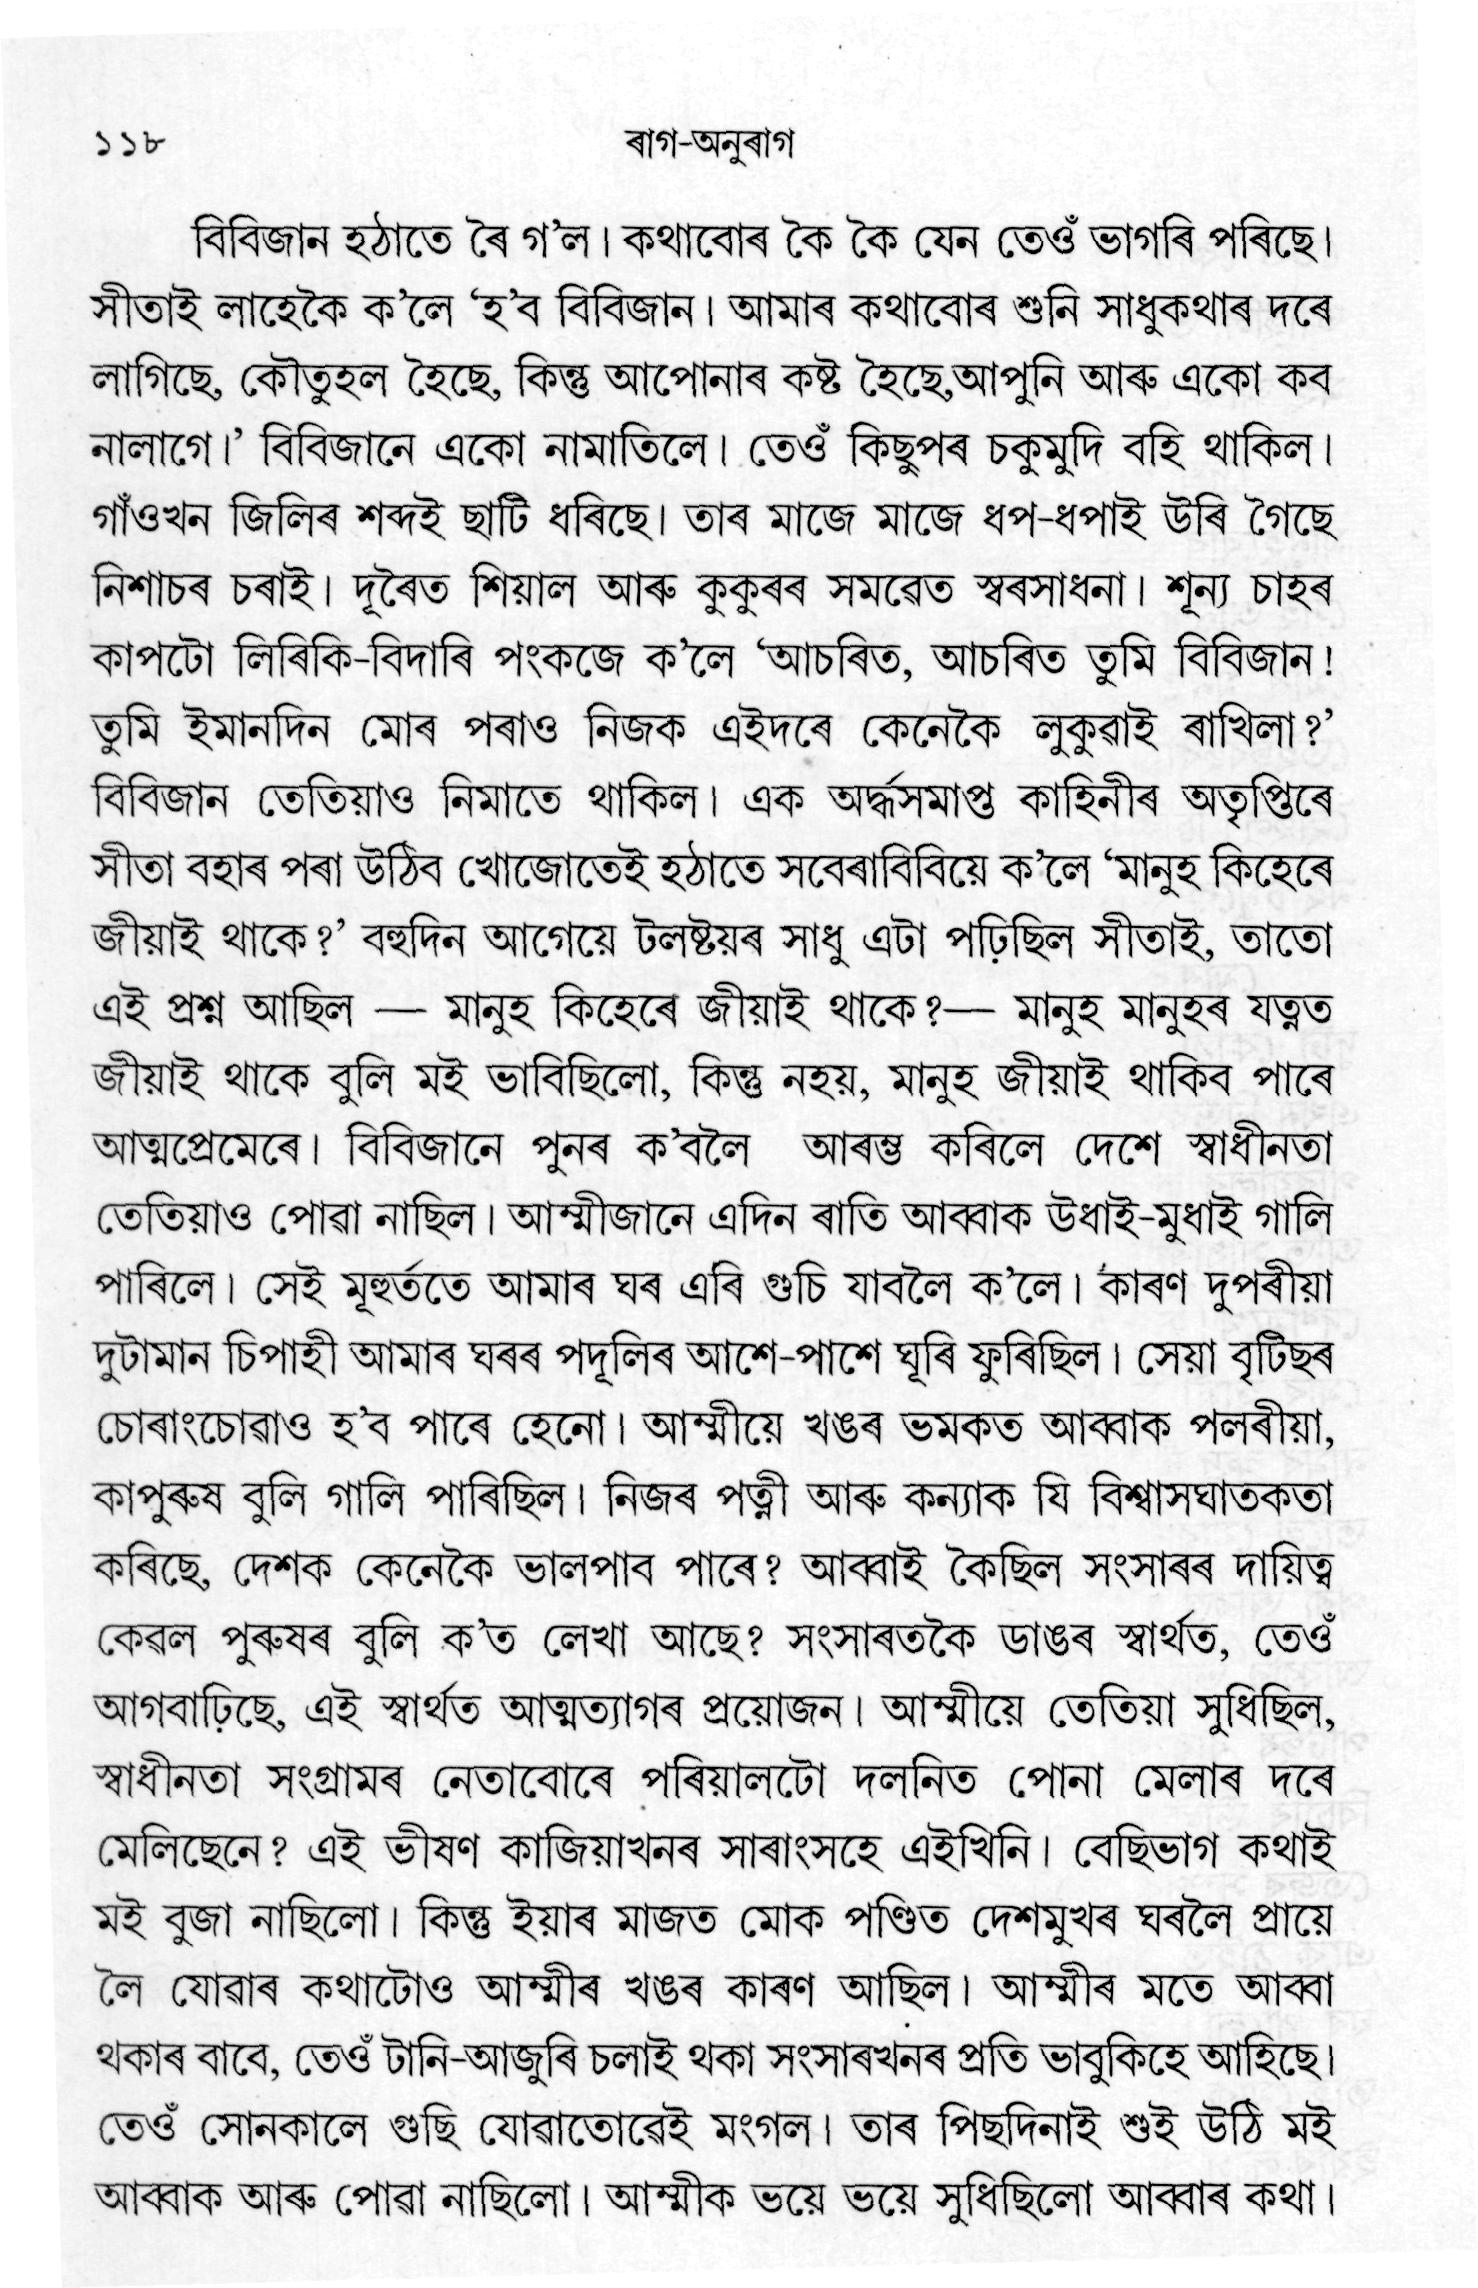 ১১৮ ৰাগ-অনুৰাগ
বিবিজান হঠাতে ৰৈ গ’ল। কথাবোৰ কৈ কৈ যেন তেওঁ ভাগৰি পৰিছে।
সীতাই লাহেকৈ ক’লে ‘হ’ব বিবিজান। আমাৰ কথাবোৰ শুনি সাধুকথাৰ দৰে
লাগিছে, কৌতুহল হৈছে, কিন্তু আপোনাৰ কষ্ট হৈছে,আপুনি আৰু একো কব
নালাগে।’ বিবিজানে একো নামাতিলে। তেওঁ কিছুপৰ চকুমুদি বহি থাকিল।
গাঁওখন জিলিৰ শব্দই ছাটি ধৰিছে। তাৰ মাজে মাজে ধপ-ধপাই উৰি গৈছে
নিশাচৰ চৰাই। দূৰৈত শিয়াল আৰু কুকুৰৰ সমৱেত স্বৰসাধনা। শূন্য চাহৰ
কাপটো লিৰিকি-বিদাৰি পংকজে ক’লে ‘আচৰিত, আচৰিত তুমি বিবিজান!
তুমি ইমানদিন মোৰ পৰাও নিজক এইদৰে কেনেকৈ লুকুৱাই ৰাখিলা?’
বিবিজান তেতিয়াও নিমাতে থাকিল। এক অৰ্দ্ধসমাপ্ত কাহিনীৰ অতৃপ্তিৰে
সীতা বহাৰ পৰা উঠিব খোজোতেই হঠাতে সবেৰাবিবিয়ে ক’লে ‘মানুহ কিহেৰে
জীয়াই থাকে?’ বহুদিন আগেয়ে টলষ্টয়ৰ সাধু এটা পঢ়িছিল সীতাই, তাতো
এই প্ৰশ্ন আছিল — মানুহ কিহেৰে জীয়াই থাকে?— মানুহ মানুহৰ যত্নত
জীয়াই থাকে বুলি মই ভাবিছিলো, কিন্তু নহয়, মানুহ জীয়াই থাকিব পাৰে
আত্মপ্ৰেমেৰে। বিবিজানে পুনৰ ক’বলৈ আৰম্ভ কৰিলে দেশে স্বাধীনতা
তেতিয়াও পোৱা নাছিল। আম্মীজানে এদিন ৰাতি আব্বাক উধাই-মুধাই গালি
পাৰিলে। সেই মূহুৰ্ততে আমাৰ ঘৰ এৰি গুচি যাবলৈ ক’লে। কাৰণ দুপৰীয়া
দুটামান চিপাহী আমাৰ ঘৰৰ পদূলিৰ আশে-পাশে ঘূৰি ফুৰিছিল। সেয়া বৃটিছৰ
চোৰাংচোৱাও হ’ব পাৰে হেনো। আম্মীয়ে খঙৰ ভমকত আব্বাক পলৰীয়া,
কাপুৰুষ বুলি গালি পাৰিছিল। নিজৰ পত্নী আৰু কন্যাক যি বিশ্বাসঘাতকতা
কৰিছে, দেশক কেনেকৈ ভালপাব পাৰে? আব্বাই কৈছিল সংসাৰৰ দায়িত্ব
কেৱল পুৰুষৰ বুলি ক’ত লেখা আছে? সংসাৰতকৈ ডাঙৰ স্বাৰ্থত, তেওঁ
আগবাঢ়িছে, এই স্বাৰ্থত আত্মত্যাগৰ প্ৰয়োজন। আম্মীয়ে তেতিয়া সুধিছিল,
স্বাধীনতা সংগ্ৰামৰ নেতাবোৰে পৰিয়ালটো দলনিত পোনা মেলাৰ দৰে
মেলিছেনে? এই ভীষণ কাজিয়াখনৰ সাৰাংসহে এইখিনি। বেছিভাগ কথাই
মই বুজা নাছিলো। কিন্তু ইয়াৰ মাজত মোক পণ্ডিত দেশমুখৰ ঘৰলৈ প্ৰায়ে
লৈ যোৱাৰ কথাটোও আম্মীৰ খঙৰ কাৰণ আছিল। আম্মীৰ মতে আব্বা
থকাৰ বাবে, তেওঁ টানি-আজুৰি চলাই থকা সংসাৰখনৰ প্ৰতি ভাবুকিহে আহিছে।
তেওঁ সোনকালে গুছি যোৱাতোৱেই মংগল। তাৰ পিছদিনাই শুই উঠি মই
আব্বাক আৰু পোৱা নাছিলো। আম্মীক ভয়ে ভয়ে সুধিছিলো আব্বাৰ কথা।